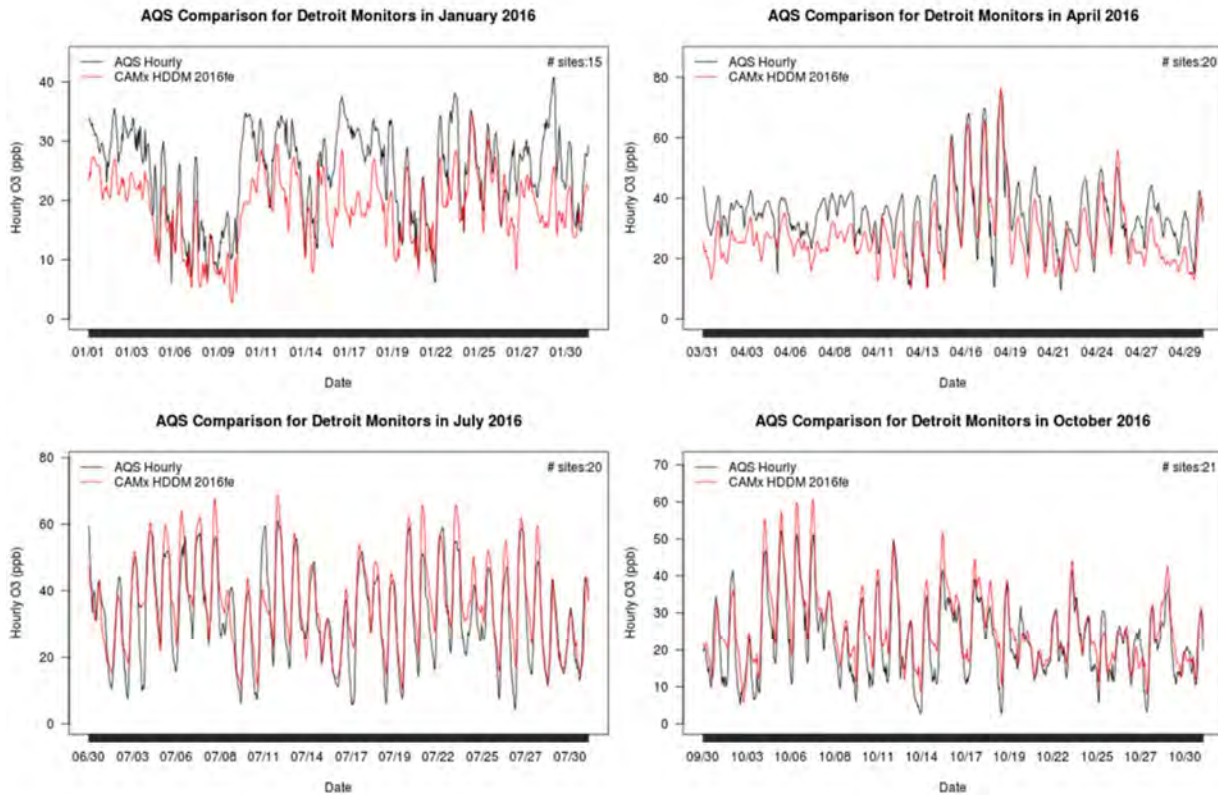 AQS Comparison for Detroit Monitors in January 2016
AQS Hourly
CAMx HDDM 2016fe
# sites:15
Hourly O3 (ppb)
40
30
20
10
0
01/01 01/03 01/06 01/09 01/11 01/14 01/17 01/19 01/22 01/25 01/27 01/30
Date
AQS Comparison for Detroit Monitors in April 2016
AQS Hourly
CAMx HDDM 2016fe
# sites:20
Hourly O3 (ppb)
80
60
40
20
0
03/31 04/03 04/06 04/08 04/11 04/13 04/16 04/19 04/21 04/24 04/27 04/29
Date
AQS Comparison for Detroit Monitors in July 2016
AQS Hourly
CAMx HDDM 2016fe
# sites:20
Hourly O3 (ppb)
80
60
40
20
0
06/30 07/03 07/06 07/08 07/11 07/14 07/17 07/19 07/22 07/25 07/27 07/30
Date
AQS Comparison for Detroit Monitors in October 2016
AQS Hourly
CAMx HDDM 2016fe
# sites:21
Hourly O3 (ppb)
70
60
50
40
30
20
10
0
09/30 10/03 10/06 10/09 10/11 10/14 10/17 10/19 10/22 10/25 10/27 10/30
Date